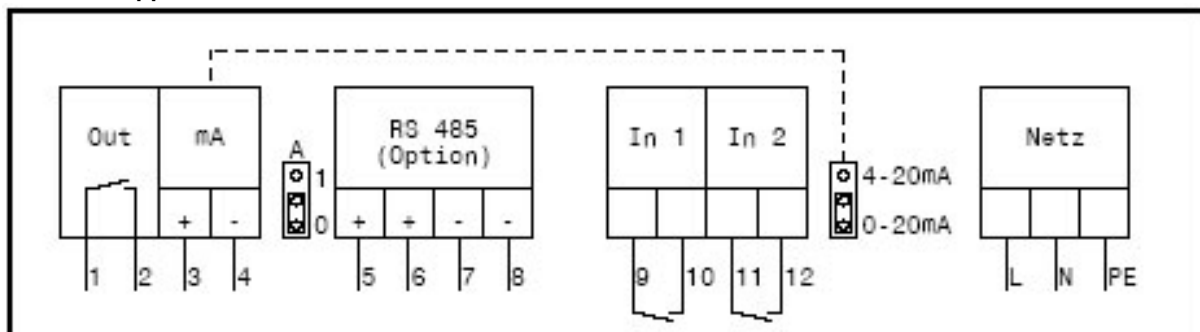 Out mA RS 485 (Option) In 1 In 2 Netz
A
1
0
4-20mA
0-20mA
+ - + + - -
1 2 3 4 5 6 7 8 9 10 11 12 L N PE